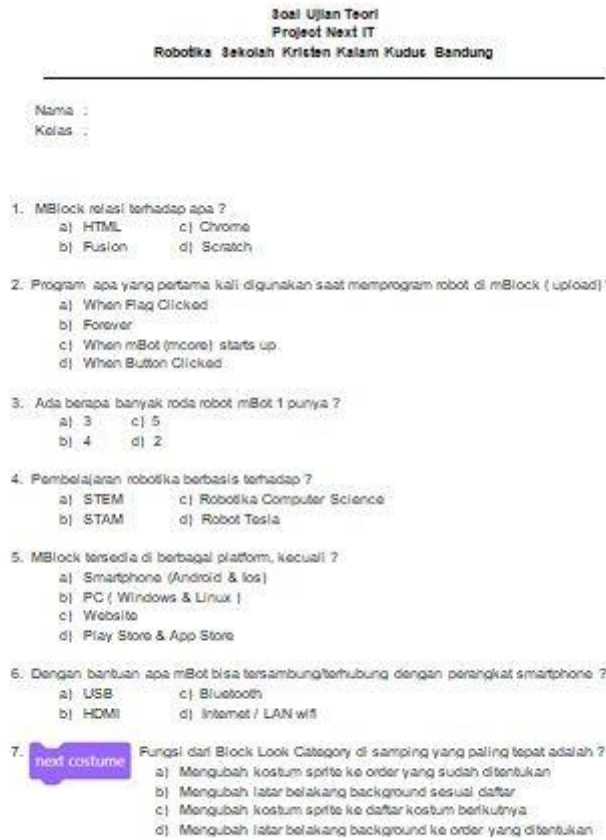 Soal Ujian Teori
Project Next IT
Robotika Sekolah Kristen Kalam Kudus Bandung
Nama :
Kelas :
1. MBlock relasi terhadap apa ?
a) HTML c) Chrome
b) Fusion d) Scratch
2. Program apa yang pertama kali digunakan saat memprogram robot di mBlock ( upload) ?
a) When Flag Clicked
b) Forever
c) When mBot (mcore) starts up
d) When Button Clicked
3. Ada berapa banyak roda robot mBot 1 punya ?
a) 3 c) 5
b) 4 d) 2
4. Pembelajaran robotika berbasis terhadap ?
a) STEM c) Robotika Computer Science
b) STAM d) Robot Tesla
5. MBlock tersedia di berbagai platform, kecuali ?
a) Smartphone (Android & Ios)
b) PC ( Windows & Linux )
c) Website
d) Play Store & App Store
6. Dengan bantuan apa mBot bisa tersambung/terhubung dengan perangkat smartphone ?
a) USB c) Bluetooth
b) HDMI d) Internet / LAN wifi
7. next costume Fungsi dari Block Look Category di samping yang paling tepat adalah ?
a) Mengubah kostum sprite ke order yang sudah ditentukan
b) Mengubah latar belakang background sesuai daftar
c) Mengubah kostum sprite ke daftar kostum berikutnya
d) Mengubah latar belakang background ke order yang ditentukan